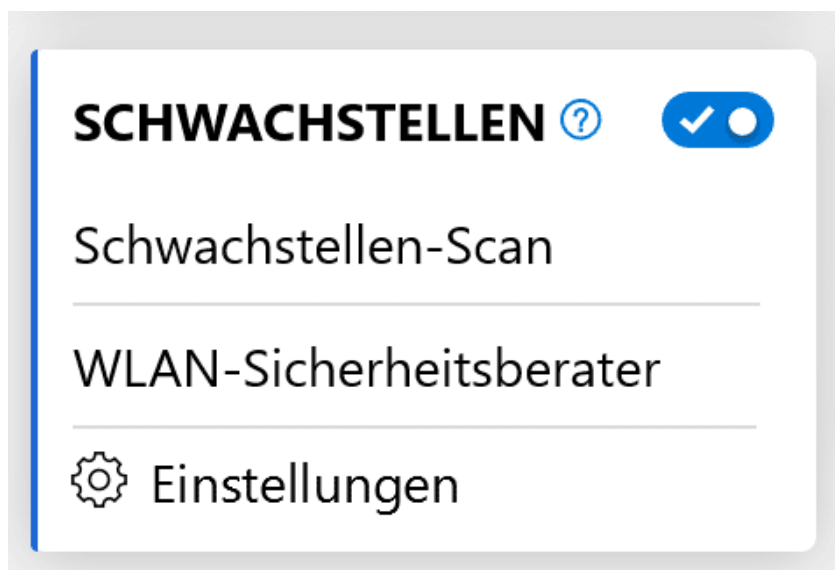 SCHWACHSTELLEN ?
Schwachstellen-Scan
WLAN-Sicherheitsberater
Einstellungen